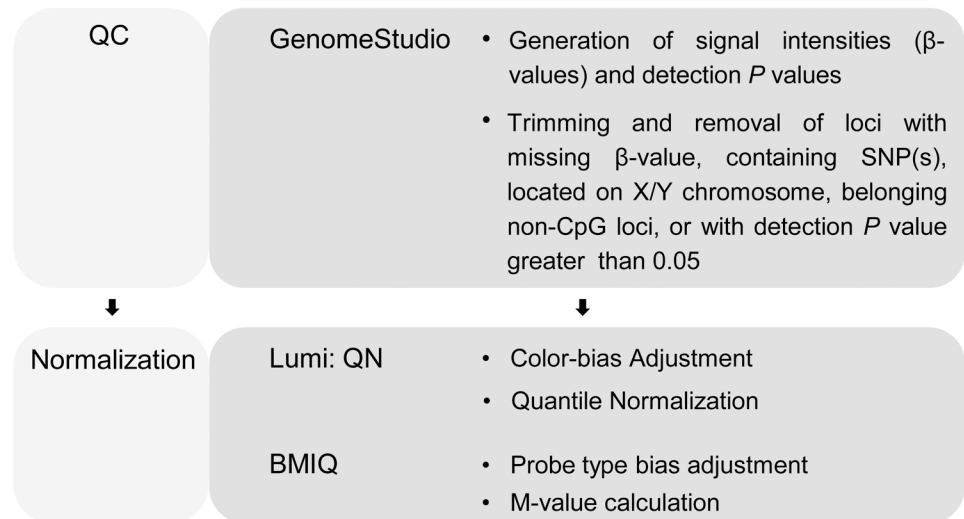 QC
GenomeStudio
• Generation of signal intensities (β-
values) and detection P values
• Trimming and removal of loci with
missing β-value, containing SNP(s),
located on X/Y chromosome, belonging
non-CpG loci, or with detection P value
greater than 0.05
Normalization
Lumi: QN
• Color-bias Adjustment
• Quantile Normalization
BMIQ
• Probe type bias adjustment
• M-value calculation